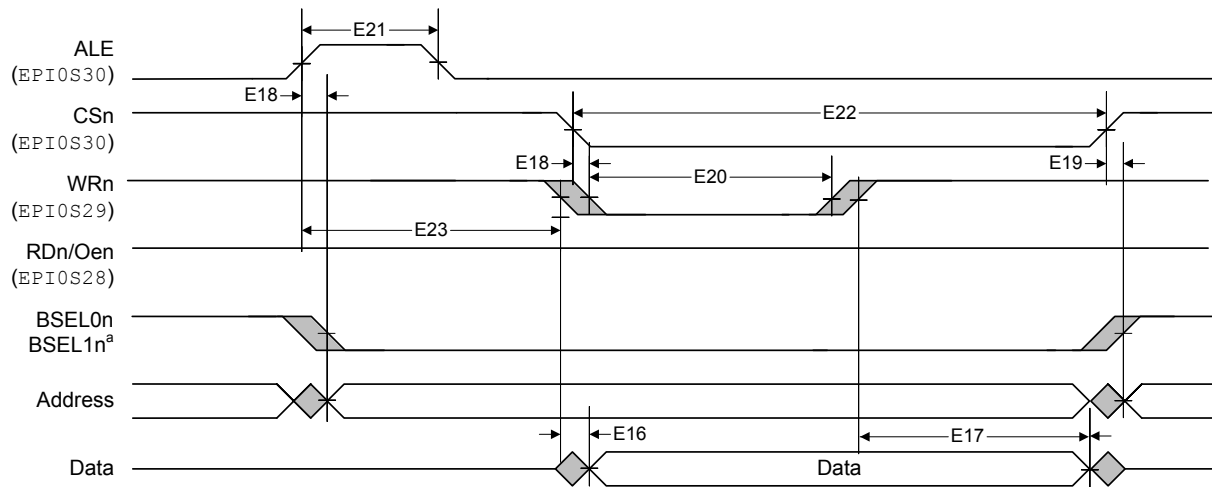 E21
ALE
(EPI0S30)
E18
CSn
E22
(EPI0S30)
E18
E19
WRn
E20
(EPI0S29)
E23
RDn/Oen
(EPI0S28)
BSEL0n
BSEL1nᵃ
Address
E16
E17
Data
Data